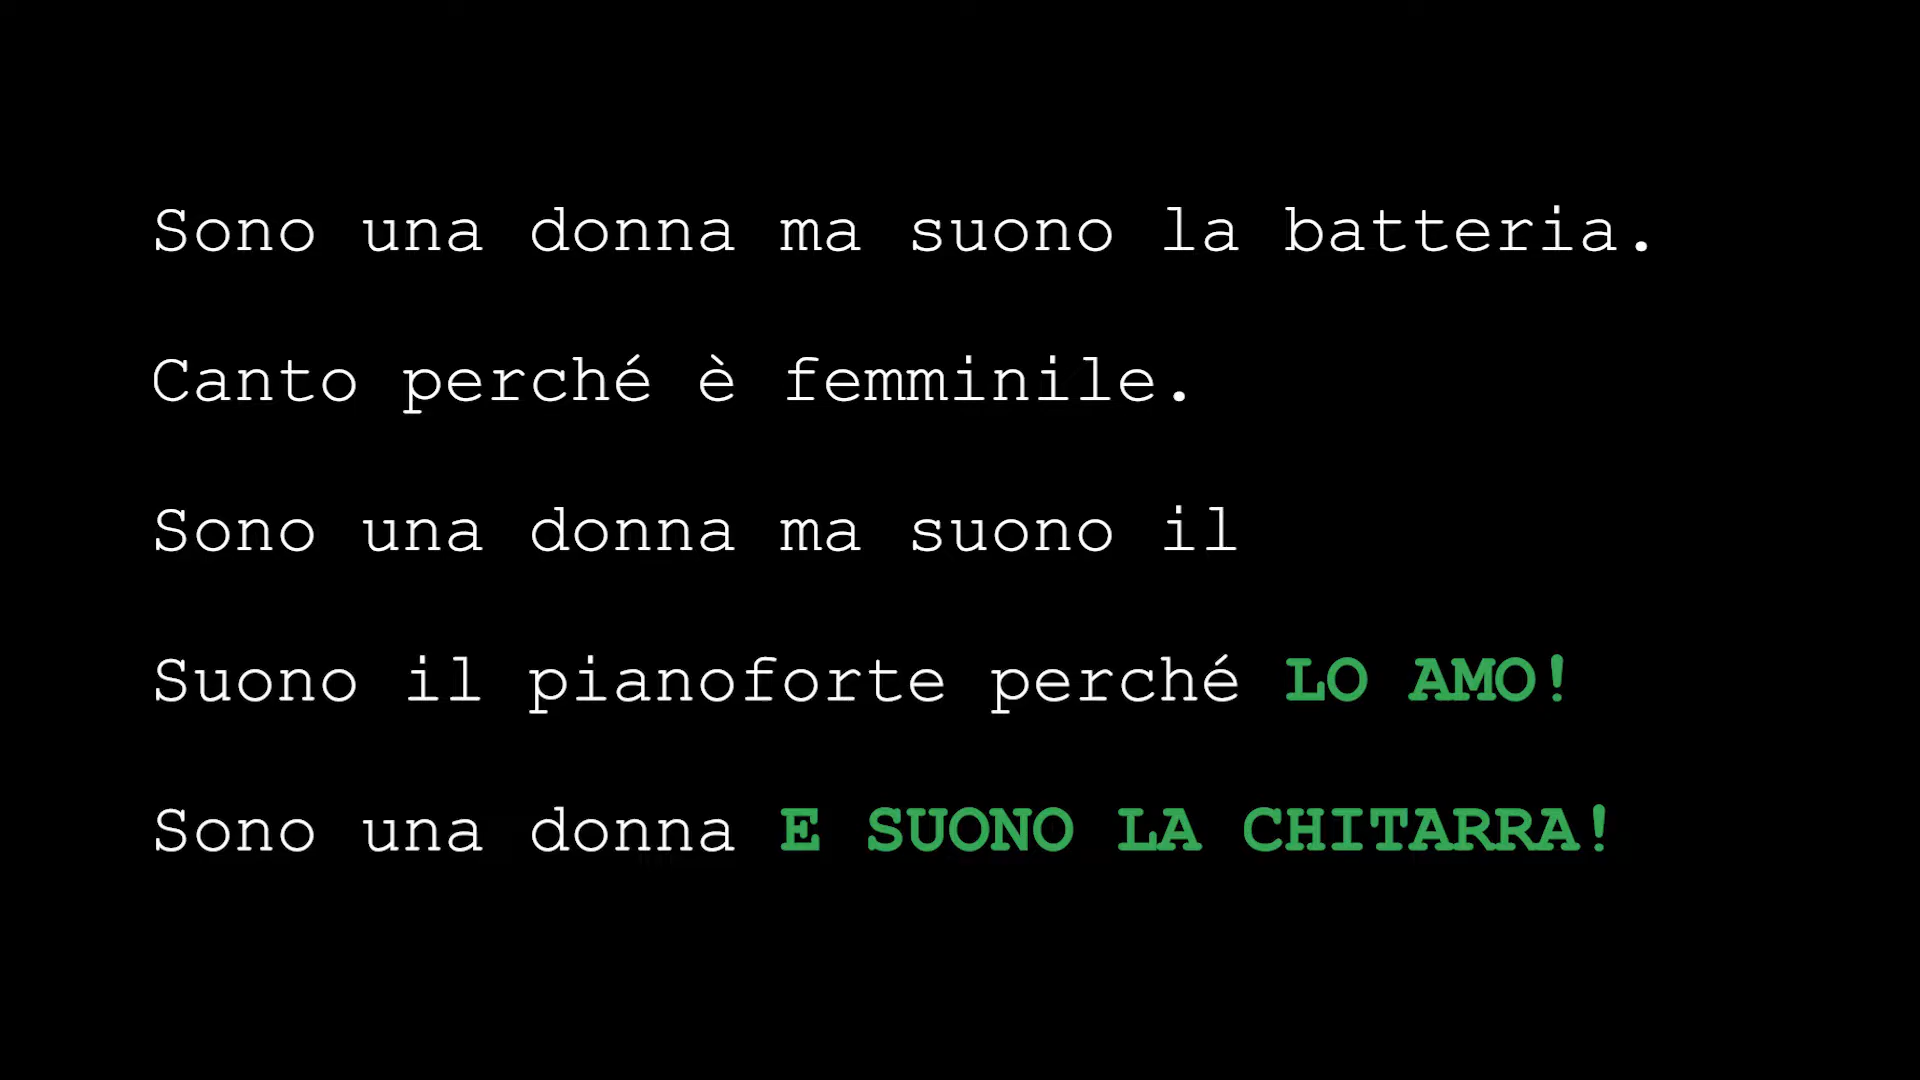 Sono una donna ma suono la batteria.
Canto perché è femminile.
Sono una donna ma suono il
Suono il pianoforte perché LO AMO!
Sono una donna E SUONO LA CHITARRA!